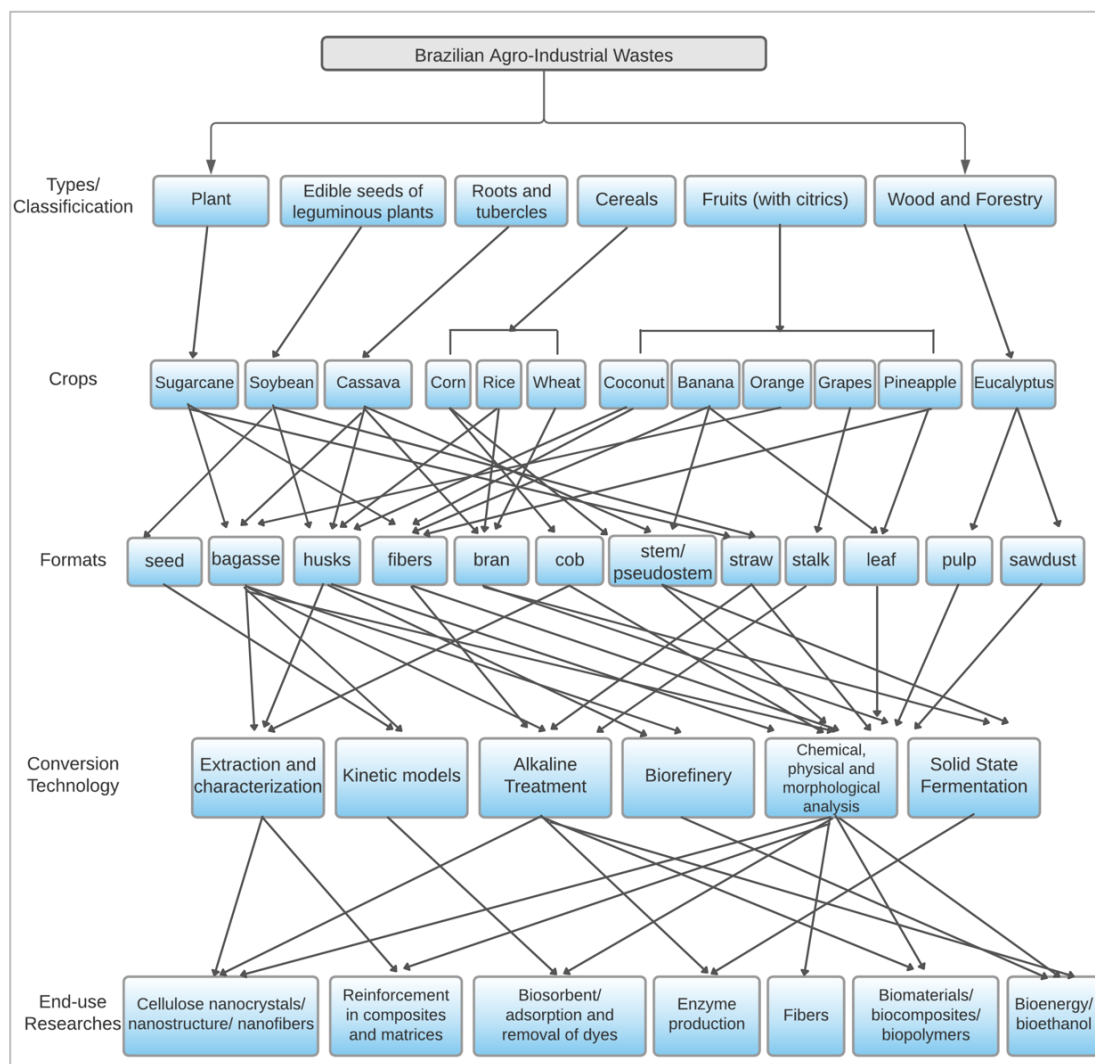 Brazilian Agro-Industrial Wastes
Types/
Classificication
Plant
Edible seeds of
leguminous plants
Roots and
tubercles
Cereals
Fruits (with citrics)
Wood and Forestry
Crops
Sugarcane
Soybean
Cassava
Corn
Rice
Wheat
Coconut
Banana
Orange
Grapes
Pineapple
Eucalyptus
Formats
seed
bagasse
husks
fibers
bran
cob
stem/
pseudostem
straw
stalk
leaf
pulp
sawdust
Conversion
Technology
Extraction and
characterization
Kinetic models
Alkaline
Treatment
Biorefinery
Chemical,
physical and
morphological
analysis
Solid State
Fermentation
End-use
Researches
Cellulose nanocrystals/
nanostructure/ nanofibers
Reinforcement
in composites
and matrices
Biosorbent/
adsorption and
removal of dyes
Enzyme
production
Fibers
Biomaterials/
biocomposites/
biopolymers
Bioenergy/
bioethanol